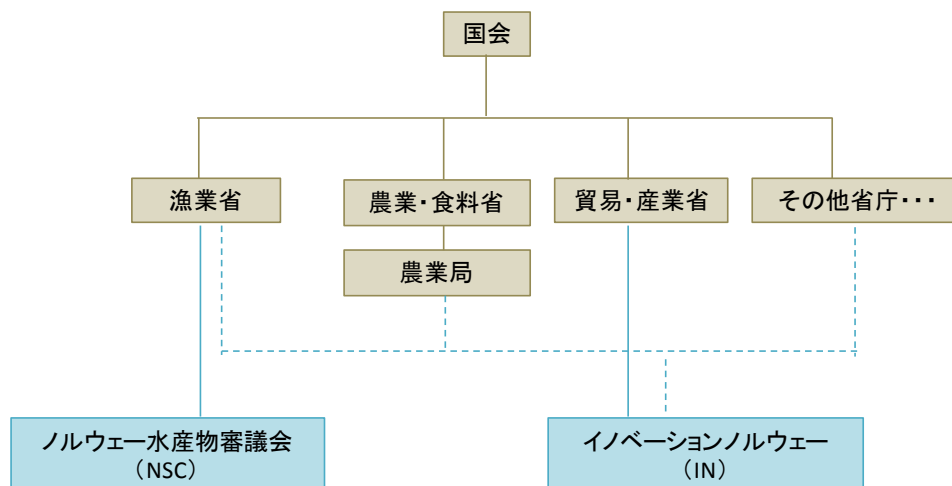 国会
漁業省
農業・食料省
貿易・産業省
その他省庁・・・
農業局
ノルウェー水産物審議会
（NSC）
イノベーションノルウェー
（IN）